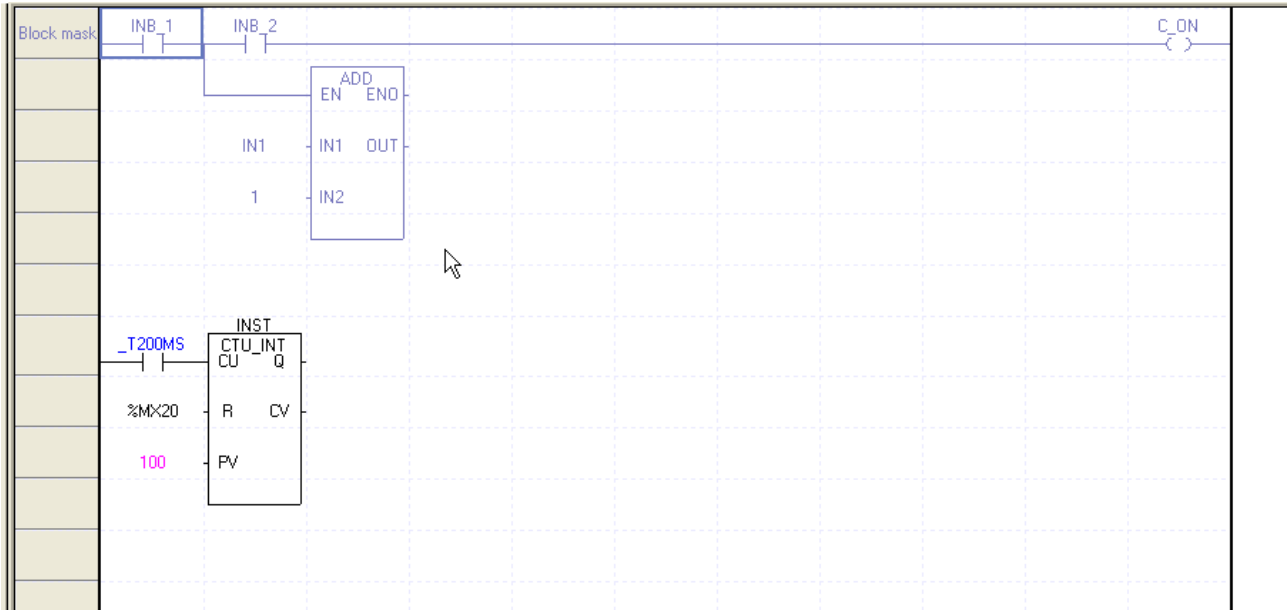 Block mask INB_1 INB_2 C_ON
ADD
EN ENO
IN1 IN1 OUT
1 IN2
INST
_T200MS CTU_INT
CU Q
%MX20 R CV
100 PV